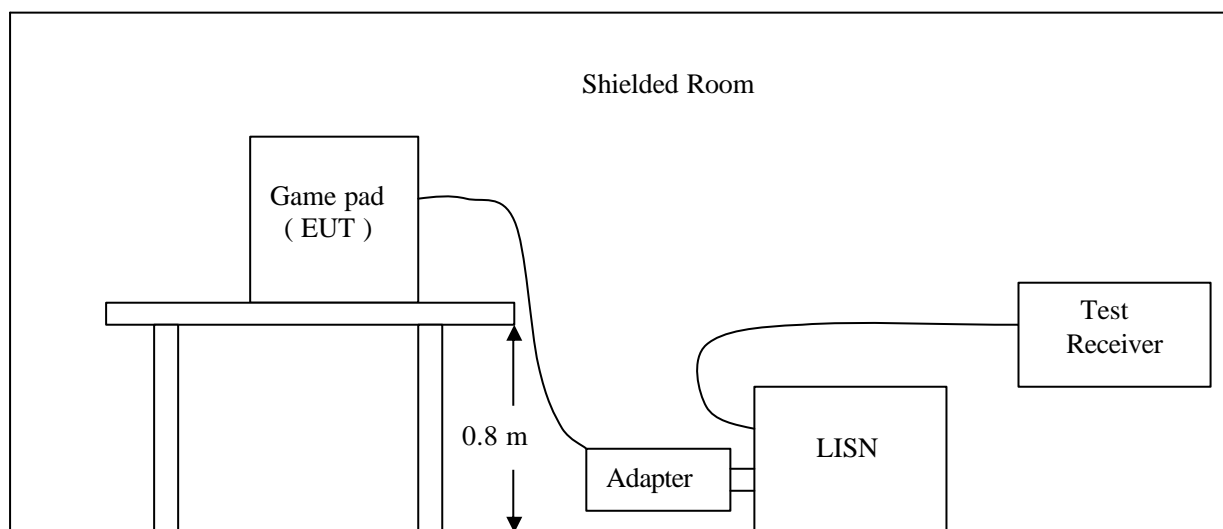 Shielded Room
Game pad
( EUT )
Test
Receiver
0.8 m
LISN
Adapter